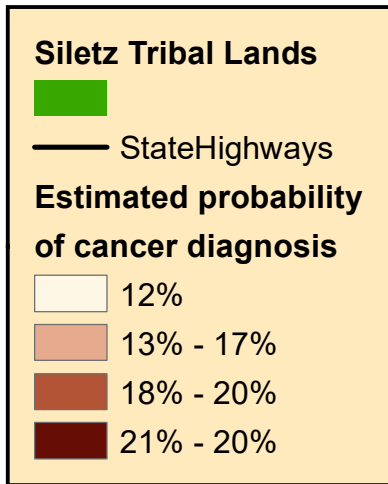 Siletz Tribal Lands
StateHighways
Estimated probability
of cancer diagnosis
12%
13% - 17%
18% - 20%
21% - 20%